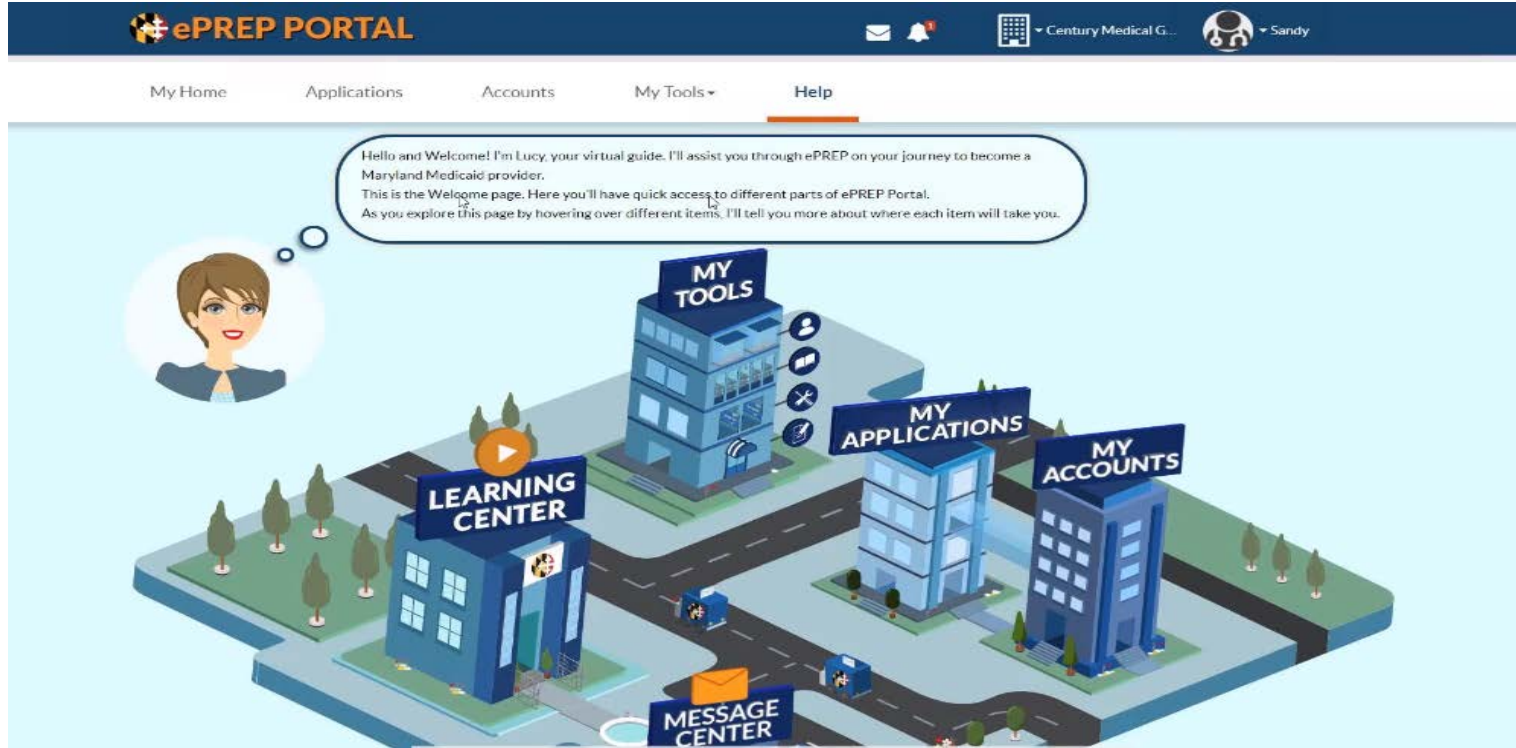 ePREP PORTAL
1
Century Medical G...
Sandy
My Home
Applications
Accounts
My Tools
Help
Hello and Welcome! I'm Lucy, your virtual guide. I'll assist you through ePREP on your journey to become a
Maryland Medicaid provider.
This is the Welcome page. Here you'll have quick access to different parts of ePREP Portal.
As you explore this page by hovering over different items, I'll tell you more about where each item will take you.
MY
TOOLS
MY
APPLICATIONS
MY
ACCOUNTS
LEARNING
CENTER
MESSAGE
CENTER